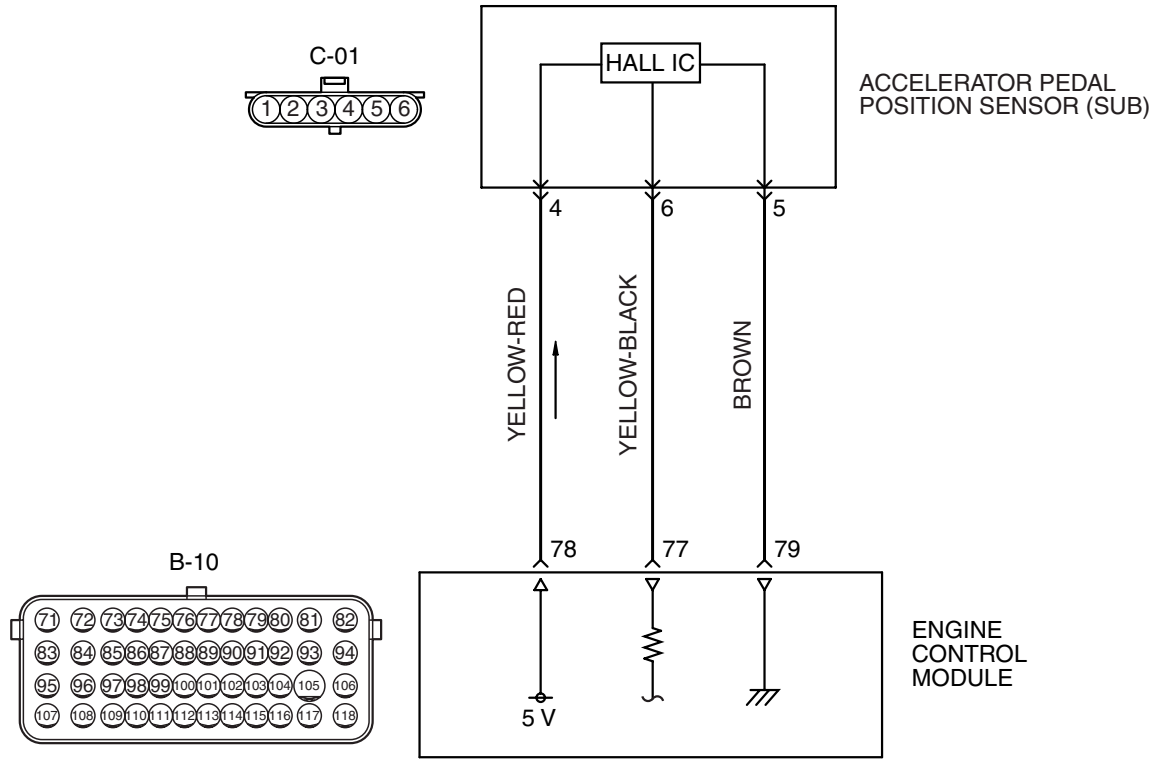 C-01
1 2 3 4 5 6
HALL IC
ACCELERATOR PEDAL
POSITION SENSOR (SUB)
4 6 5
YELLOW-RED
YELLOW-BLACK
BROWN
78 77 79
B-10
71 72 73 74 75 76 77 78 79 80 81 82
83 84 85 86 87 88 89 90 91 92 93 94
95 96 97 98 99 100 101 102 103 104 105 106
107 108 109 110 111 112 113 114 115 116 117 118
5 V
ENGINE
CONTROL
MODULE